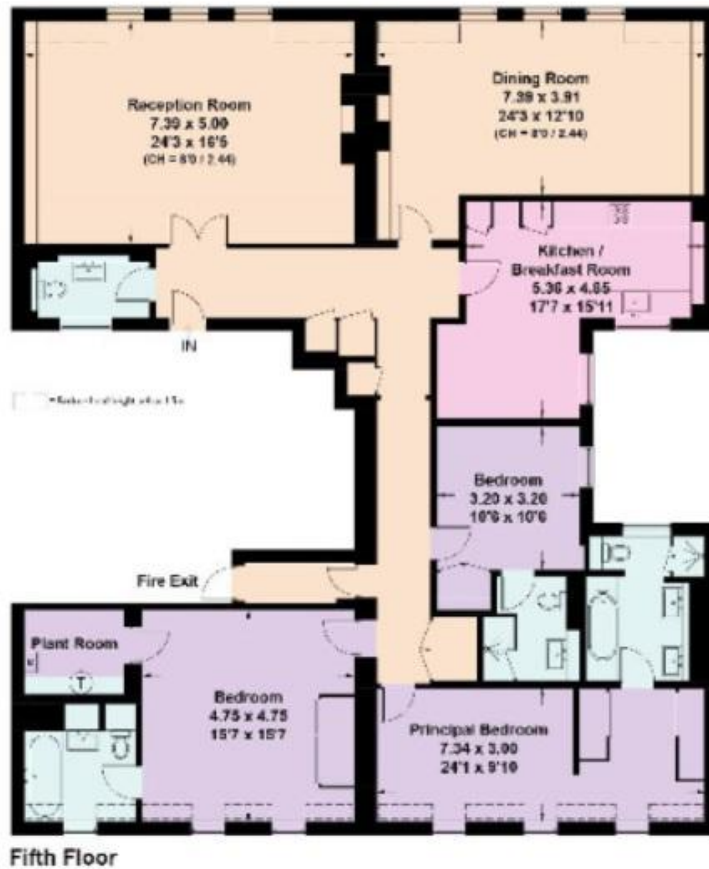 Reception Room
7.39 x 5.00
24'3 x 16'5
(CH = 8'0 / 2.44)
Dining Room
7.39 x 3.91
24'3 x 12'10
(CH = 8'0 / 2.44)
Kitchen /
Breakfast Room
5.36 x 4.85
17'7 x 15'11
IN
Bedroom
3.20 x 3.20
10'6 x 10'6
Fire Exit
Plant Room
T
Bedroom
4.75 x 4.75
15'7 x 15'7
Principal Bedroom
7.34 x 3.00
24'1 x 9'10
Fifth Floor